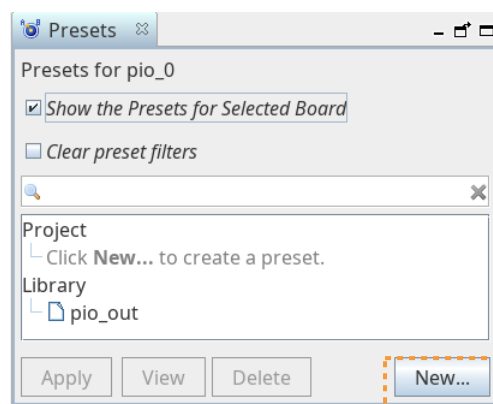 Presets
Presets for pio_0
Show the Presets for Selected Board
Clear preset filters
Project
Click New... to create a preset.
Library
pio_out
Apply View Delete New...